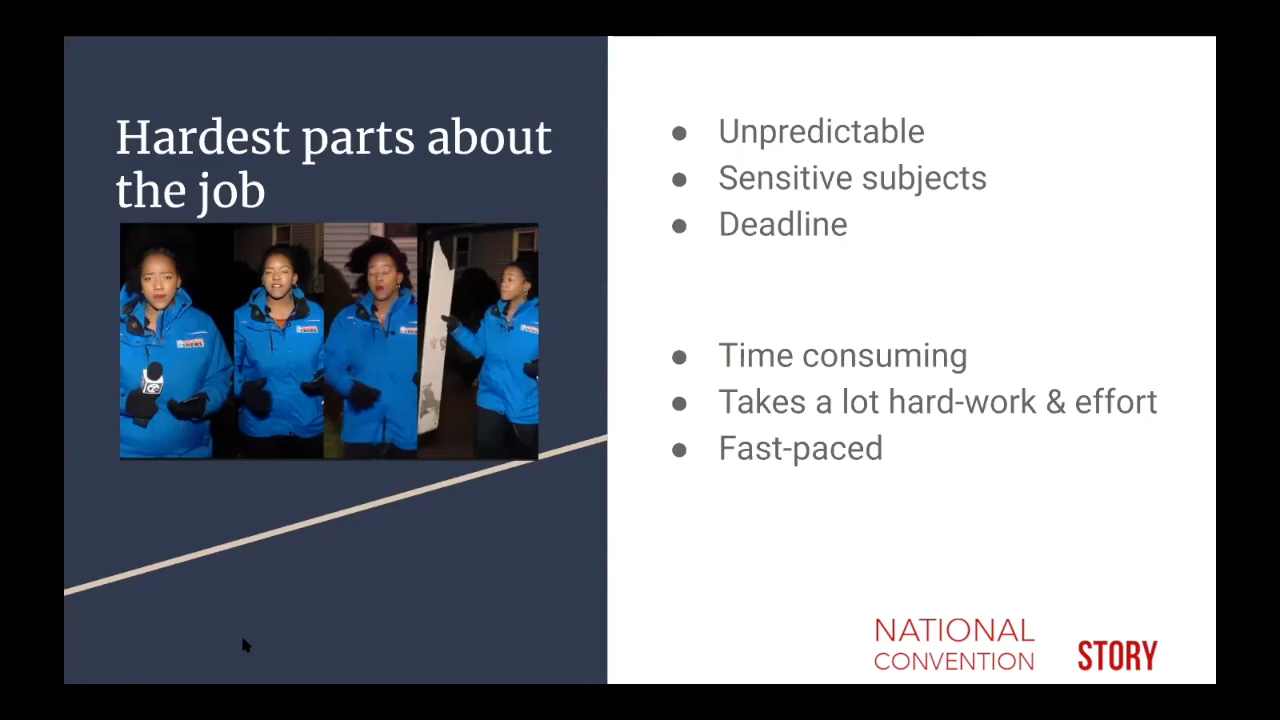 Hardest parts about
the job
Unpredictable
Sensitive subjects
Deadline
Time consuming
Takes a lot hard-work & effort
Fast-paced
NATIONAL
CONVENTION
STORY